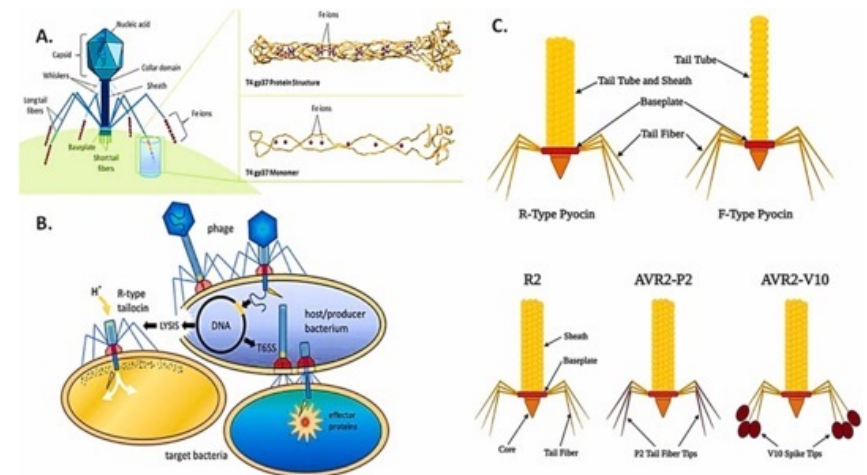 A.
Nucleic acid
Capsid
Whiskers
Collar domain
Sheath
Long tail
fibers
Fe ions
Baseplate
Short tail
fibers
Fe ions
T4 gp37 Protein Structure
Fe ions
T4 gp37 Monomer
B.
phage
H⁺
R-type
tailocin
LYSIS
DNA
T6SS
host/producer
bacterium
effector
proteins
target bacteria
C.
Tail Tube
Tail Tube and Sheath
Baseplate
Tail Fiber
R-Type Pyocin
F-Type Pyocin
R2
AVR2-P2
AVR2-V10
Sheath
Baseplate
Core
Tail Fiber
P2 Tail Fiber Tips
V10 Spike Tips